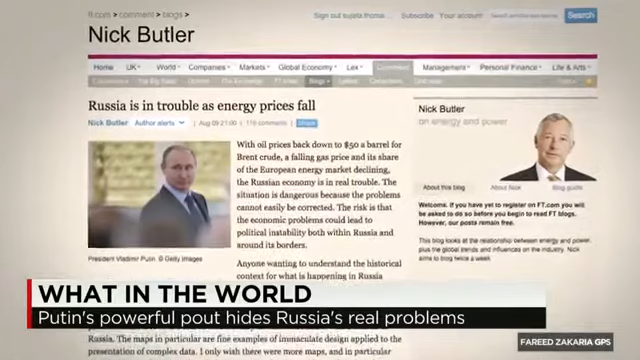 ft.com > comment > blogs >
Sign out Subscribe Your account Search
Nick Butler
Home UK World Companies Markets Global Economy Lex Comment Management Personal Finance Life & Arts
Blogs
Russia is in trouble as energy prices fall
Nick Butler Author alerts Aug 09 21:00 comments Share
With oil prices back down to $50 a barrel for
Brent crude, a falling gas price and its share
of the European energy market declining,
the Russian economy is in real trouble. The
situation is dangerous because the problems
cannot easily be corrected. The risk is that
the economic problems could lead to
political instability both within Russia and
around its borders.
President Vladimir Putin © Getty Images
Anyone wanting to understand the historical
context for what is happening in Russia
Nick Butler
on energy and power
About this blog About Nick Blog guide
Welcome. If you have yet to register on FT.com you will
be asked to do so before you begin to read FT blogs.
However, our posts remain free.
This blog looks at the relationship between energy and power,
plus the global trends and influences on the industry. Nick
aims to blog twice a week
WHAT IN THE WORLD
Putin's powerful pout hides Russia's real problems
FAREED ZAKARIA GPS
work. The maps in particular are fine examples of immaculate design applied to the
presentation of complex data. I only wish there were more maps, and in particular